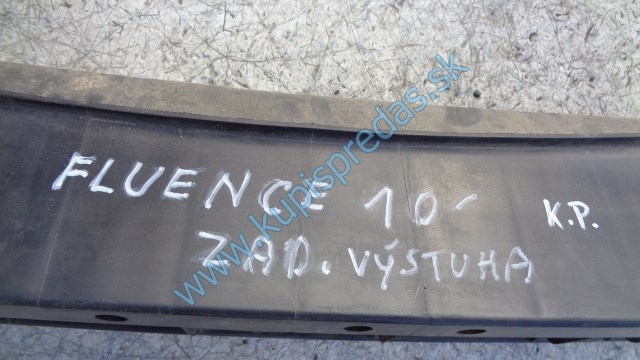 FLUENCE 10- K.P.
ZAD. VÝSTUHA
www.kupispredas.sk